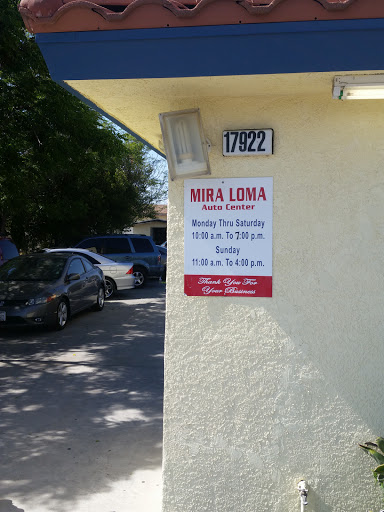 17922
MIRA LOMA
Auto Center
Monday Thru Saturday
10:00 a.m. To 7:00 p.m.
Sunday
11:00 a.m. To 4:00 p.m.
Thank You For
Your Business